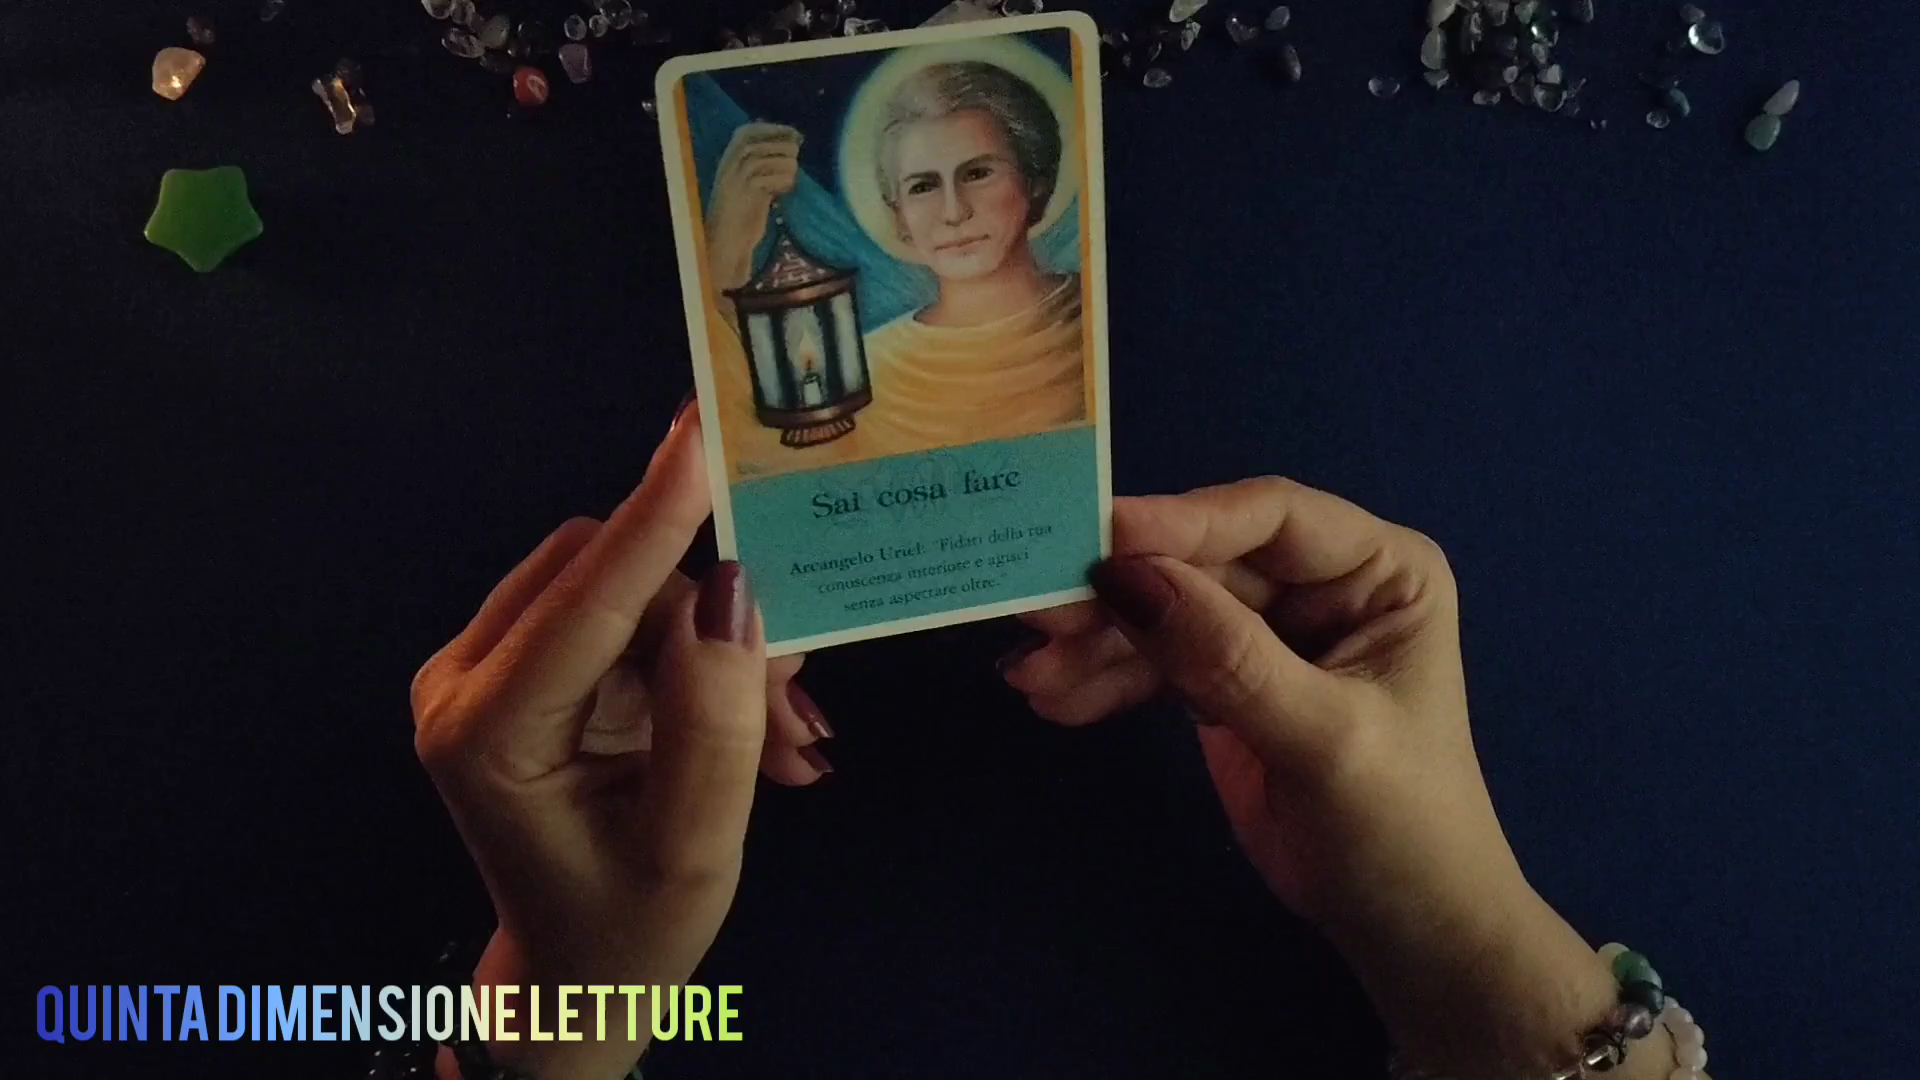 Sai cosa fare
Arcangelo Uriel: "Fidati della tua
conoscenza interiore e agisci
senza aspettare oltre."
QUINTA DIMENSIONE LETTURE